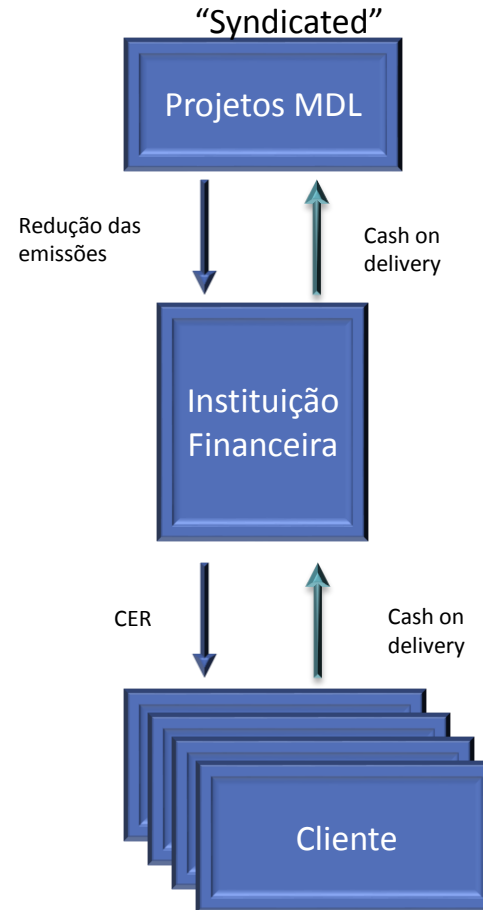 “Syndicated”
Projetos MDL
Redução das
emissões
Cash on
delivery
Instituição
Financeira
CER
Cash on
delivery
Cliente